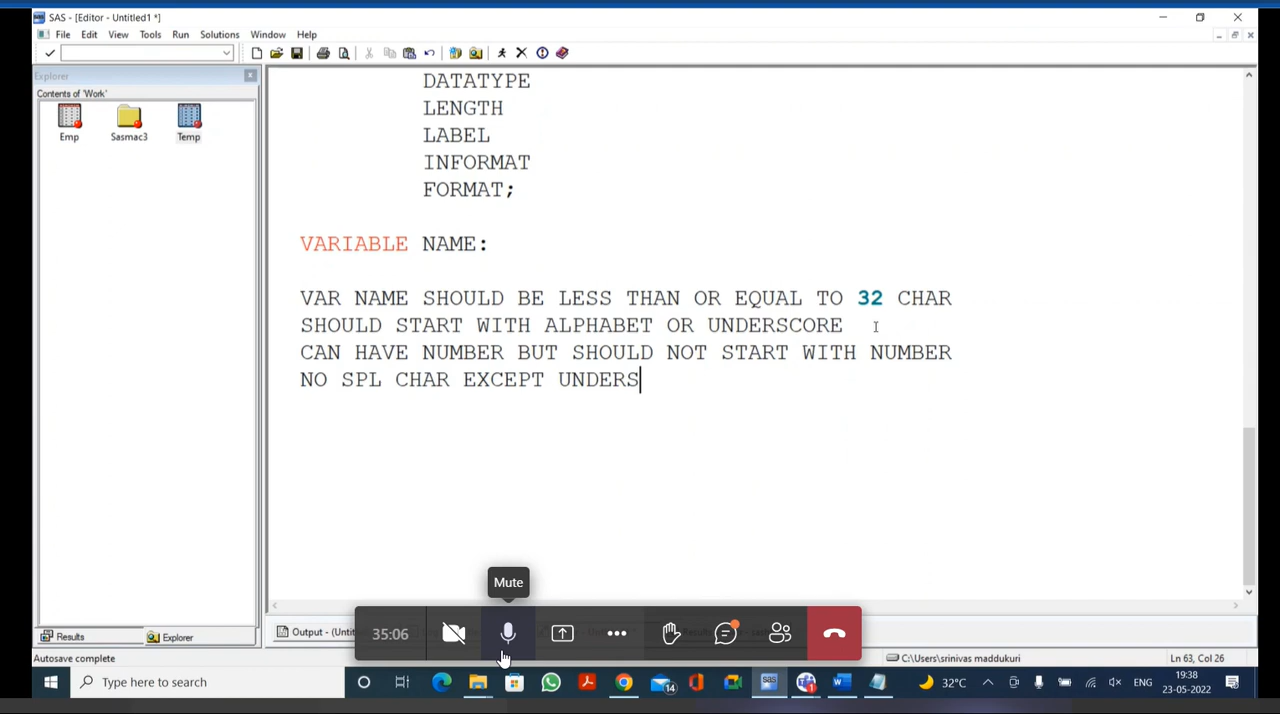 SAS - [Editor - Untitled1 *]
File Edit View Tools Run Solutions Window Help
Explorer
Contents of 'Work'
Emp Sasmac3 Temp
DATATYPE
LENGTH
LABEL
INFORMAT
FORMAT;
VARIABLE NAME:
VAR NAME SHOULD BE LESS THAN OR EQUAL TO 32 CHAR
SHOULD START WITH ALPHABET OR UNDERSCORE
CAN HAVE NUMBER BUT SHOULD NOT START WITH NUMBER
NO SPL CHAR EXCEPT UNDERS
Mute
35:06
Results Explorer
Output - (Untit
Autosave complete
C:\Users\srinivas maddukuri
Ln 63, Col 26
Type here to search
14
SAS
32°C
ENG
19:38
23-05-2022